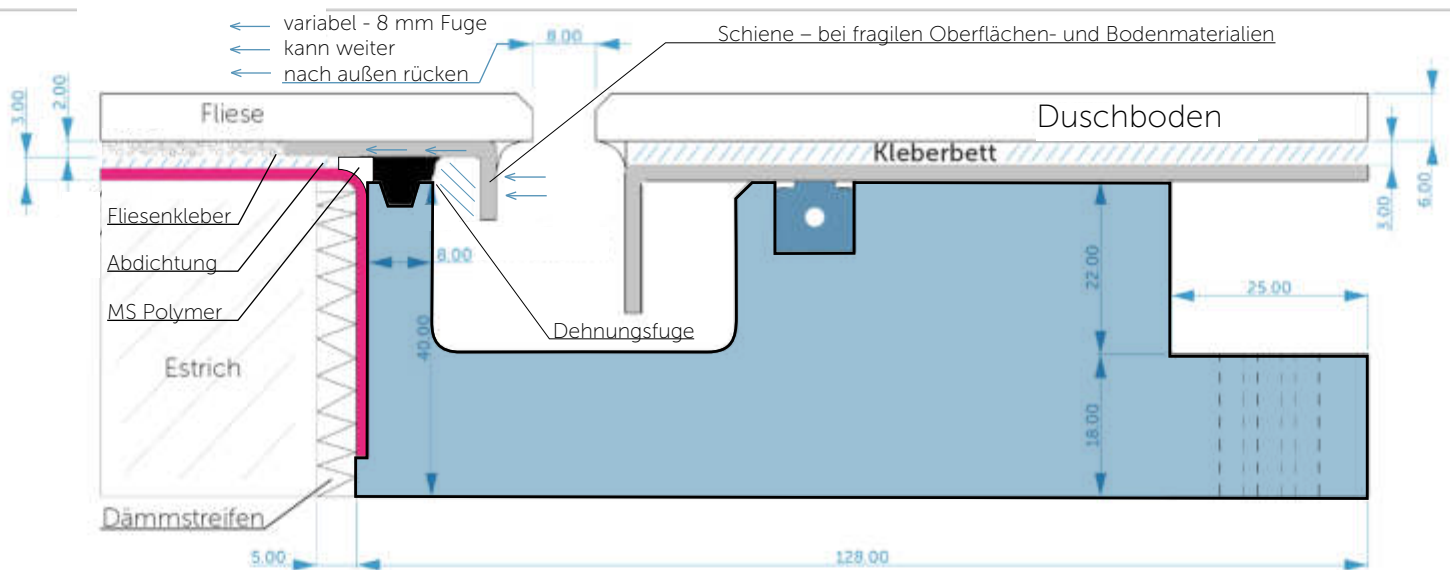 variabel - 8 mm Fuge
kann weiter
nach außen rücken
8.00
Schiene – bei fragilen Oberflächen- und Bodenmaterialien
3.00
2.00
Fliese
Duschboden
Kleberbett
6.00
3.00
Fliesenkleber
Abdichtung
MS Polymer
8.00
22.00
25.00
Dehnungsfuge
40.00
Estrich
18.00
Dämmstreifen
5.00
128.00